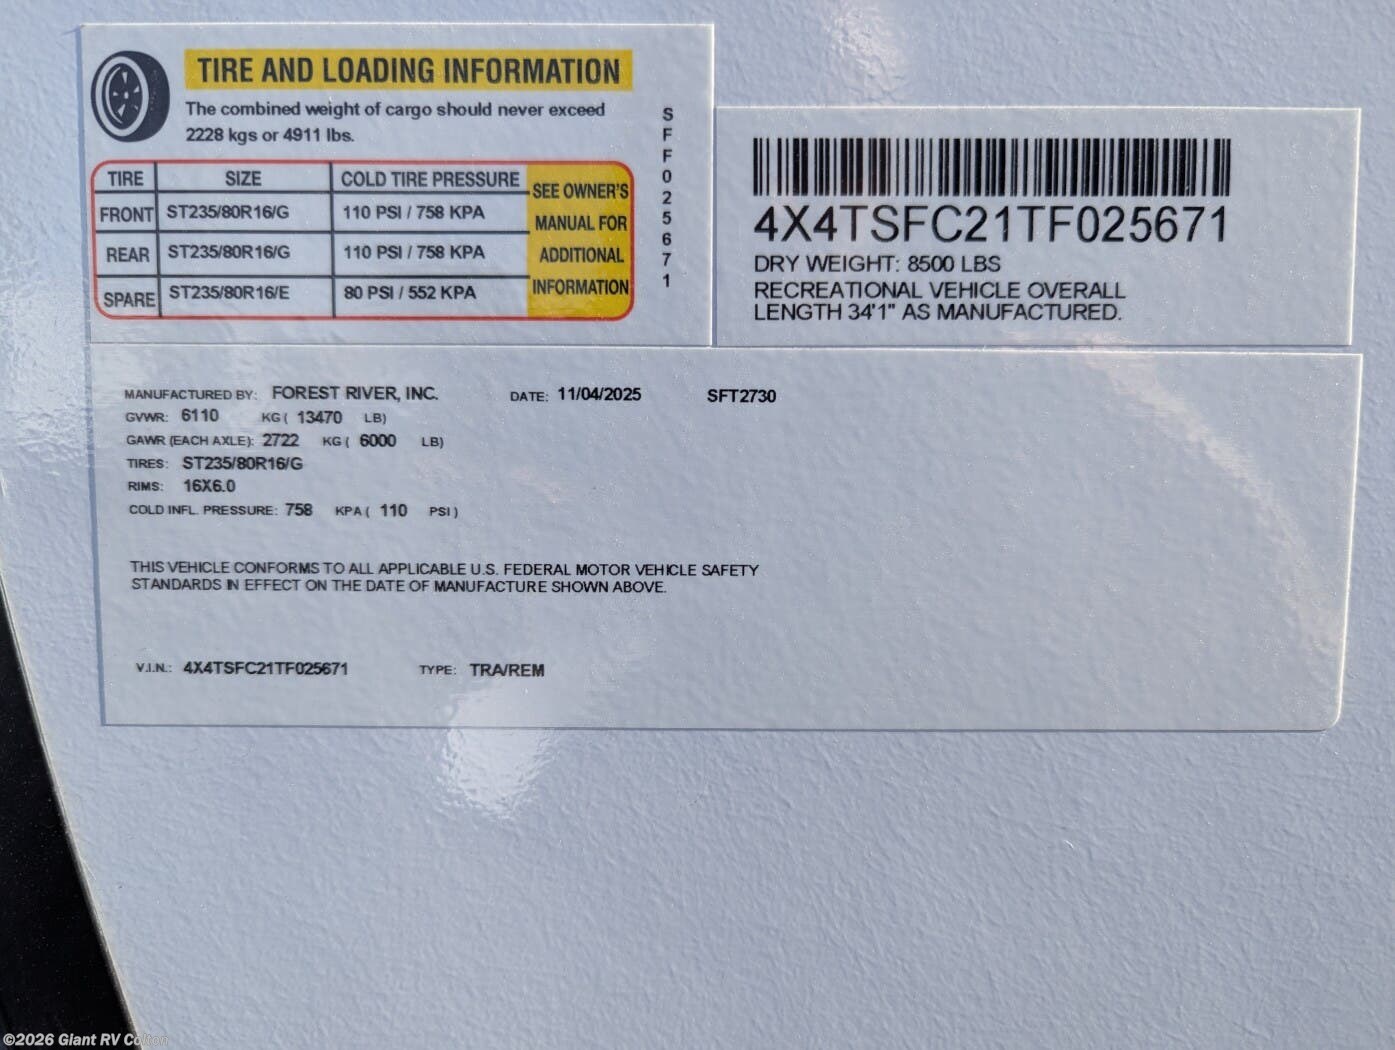 TIRE AND LOADING INFORMATION
The combined weight of cargo should never exceed
2228 kgs or 4911 lbs.
TIRE SIZE COLD TIRE PRESSURE
FRONT ST235/80R16/G 110 PSI / 758 KPA
REAR ST235/80R16/G 110 PSI / 758 KPA
SPARE ST235/80R16/E 80 PSI / 552 KPA
SEE OWNER'S
MANUAL FOR
ADDITIONAL
INFORMATION
SFF025671
4X4TSFC21TF025671
DRY WEIGHT: 8500 LBS
RECREATIONAL VEHICLE OVERALL
LENGTH 34'1" AS MANUFACTURED.
MANUFACTURED BY: FOREST RIVER, INC. DATE: 11/04/2025 SFT2730
GVWR: 6110 KG ( 13470 LB)
GAWR (EACH AXLE): 2722 KG ( 6000 LB)
TIRES: ST235/80R16/G
RIMS: 16X6.0
COLD INFL. PRESSURE: 758 KPA ( 110 PSI )
THIS VEHICLE CONFORMS TO ALL APPLICABLE U.S. FEDERAL MOTOR VEHICLE SAFETY
STANDARDS IN EFFECT ON THE DATE OF MANUFACTURE SHOWN ABOVE.
V.I.N.: 4X4TSFC21TF025671 TYPE: TRA/REM
©2026 Giant RV Colton